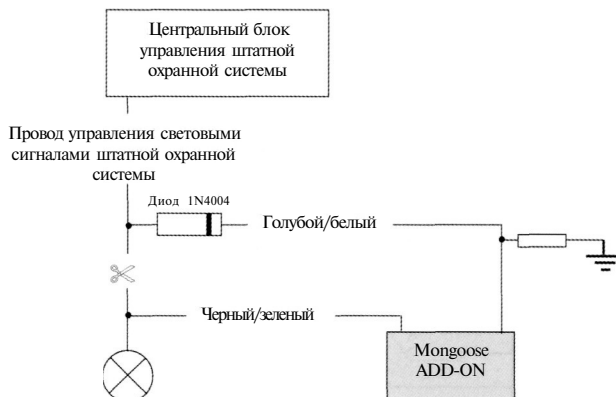 Центральный блок
управления штатной
охранной системы
Провод управления световыми
сигналами штатной охранной
системы
Диод 1N4004
Голубой/белый
Черный/зеленый
Mongoose
ADD-ON